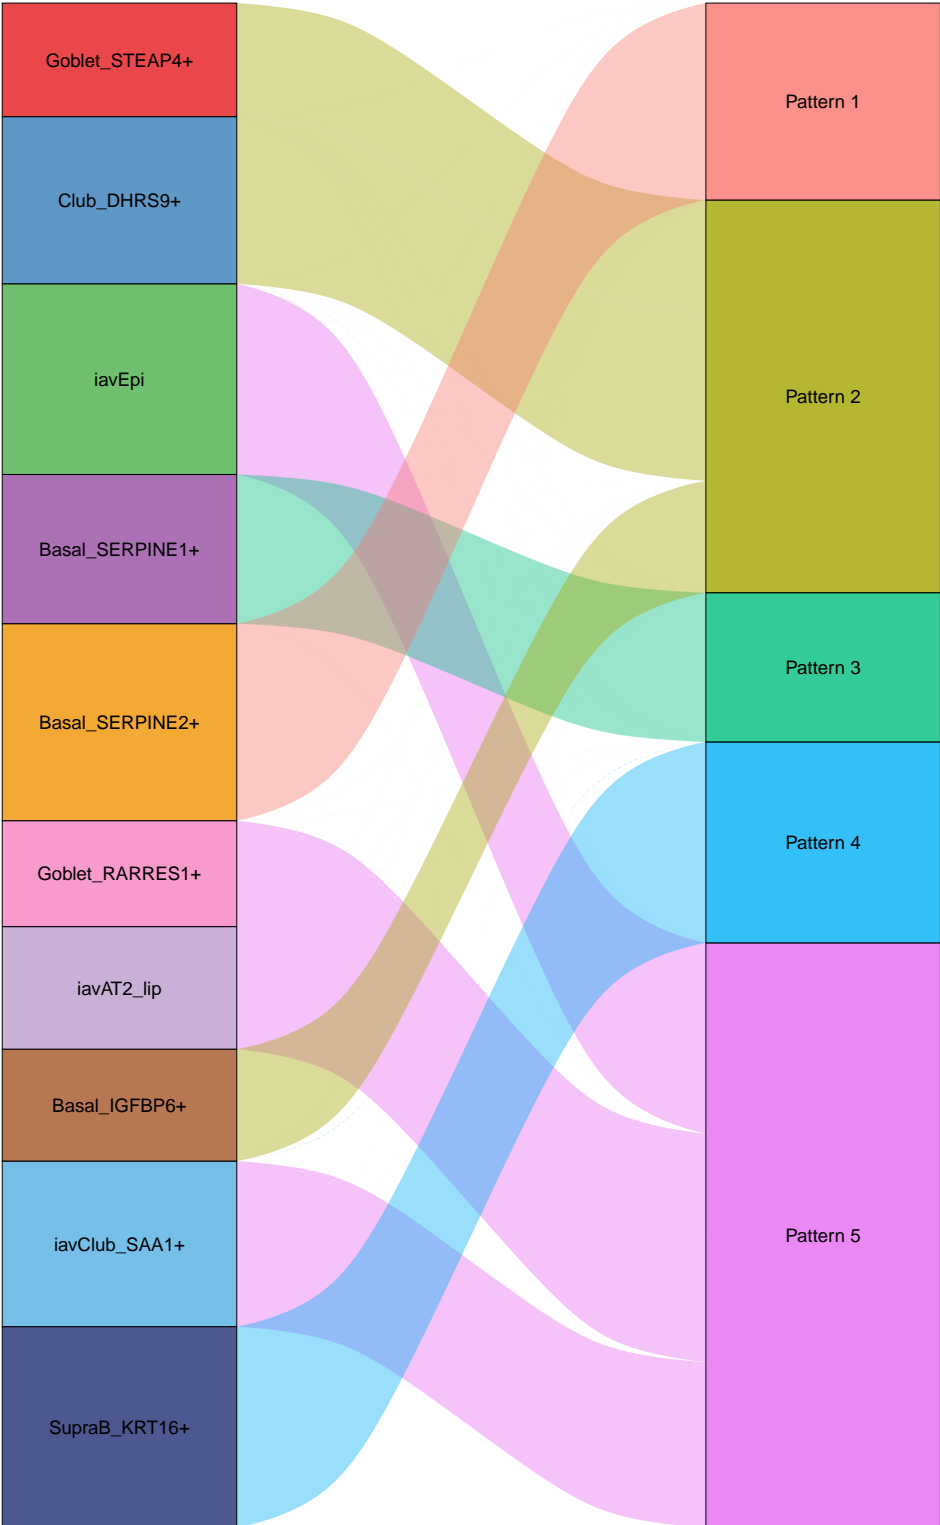 Goblet_STEAP4+
Club_DHRS9+
iavEpi
Basal_SERPINE1+
Basal_SERPINE2+
Goblet_RARRES1+
iavAT2_lip
Basal_IGFBP6+
iavClub_SAA1+
SupraB_KRT16+
Pattern 1
Pattern 2
Pattern 3
Pattern 4
Pattern 5